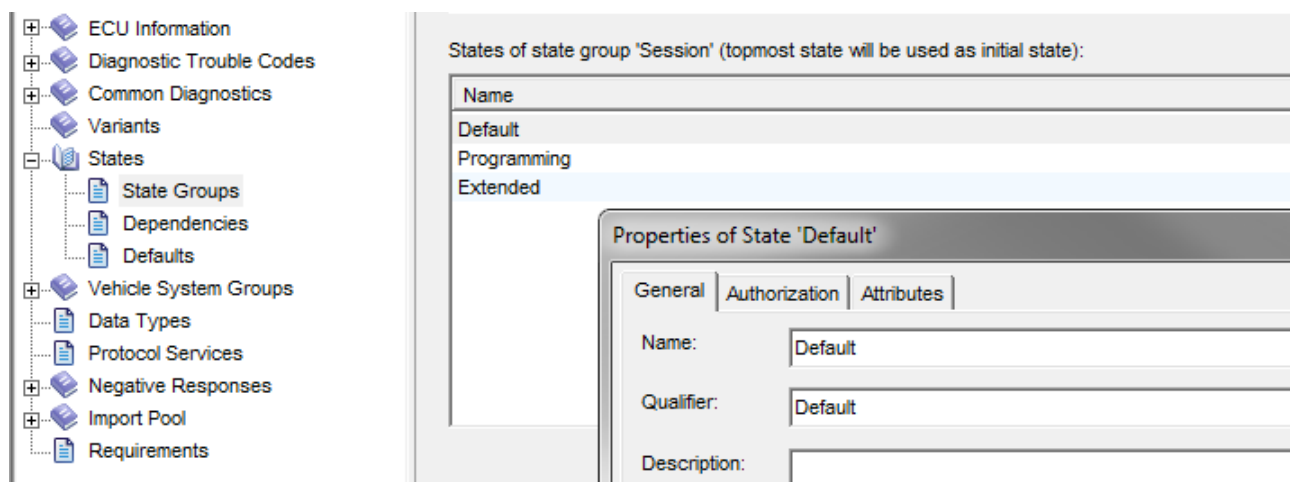 ECU Information
Diagnostic Trouble Codes
Common Diagnostics
Variants
States
State Groups
Dependencies
Defaults
Vehicle System Groups
Data Types
Protocol Services
Negative Responses
Import Pool
Requirements
States of state group 'Session' (topmost state will be used as initial state):
Name
Default
Programming
Extended
Properties of State 'Default'
General Authorization Attributes
Name: Default
Qualifier: Default
Description: